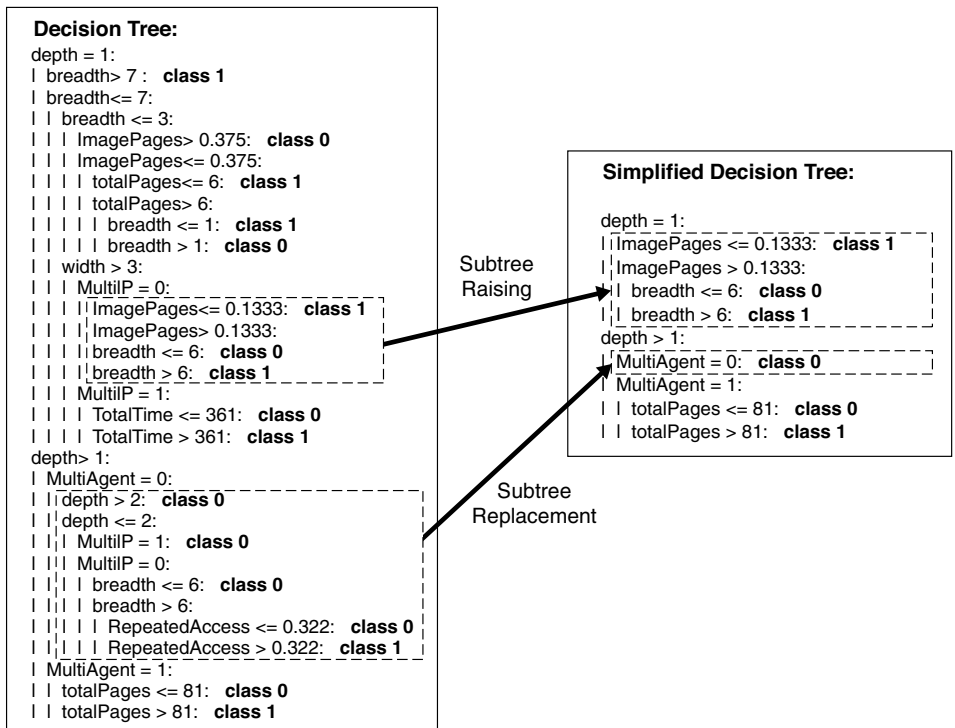 Decision Tree:
depth = 1:
| breadth> 7 : class 1
| breadth<= 7:
| | breadth <= 3:
| | | ImagePages> 0.375: class 0
| | | ImagePages<= 0.375:
| | | | totalPages<= 6: class 1
| | | | totalPages> 6:
| | | | | breadth <= 1: class 1
| | | | | breadth > 1: class 0
| | width > 3:
| | | MultiIP = 0:
| | | | ImagePages<= 0.1333: class 1
| | | | ImagePages> 0.1333:
| | | | breadth <= 6: class 0
| | | | breadth > 6: class 1
| | | MultiIP = 1:
| | | | TotalTime <= 361: class 0
| | | | TotalTime > 361: class 1
depth> 1:
| MultiAgent = 0:
| | depth > 2: class 0
| | depth <= 2:
| | | MultiIP = 1: class 0
| | | MultiIP = 0:
| | | | breadth <= 6: class 0
| | | | breadth > 6:
| | | | | RepeatedAccess <= 0.322: class 0
| | | | | RepeatedAccess > 0.322: class 1
| MultiAgent = 1:
| | totalPages <= 81: class 0
| | totalPages > 81: class 1
Subtree
Raising
Subtree
Replacement
Simplified Decision Tree:
depth = 1:
| ImagePages <= 0.1333: class 1
| ImagePages > 0.1333:
| | breadth <= 6: class 0
| | breadth > 6: class 1
depth > 1:
| MultiAgent = 0: class 0
| MultiAgent = 1:
| | totalPages <= 81: class 0
| | totalPages > 81: class 1